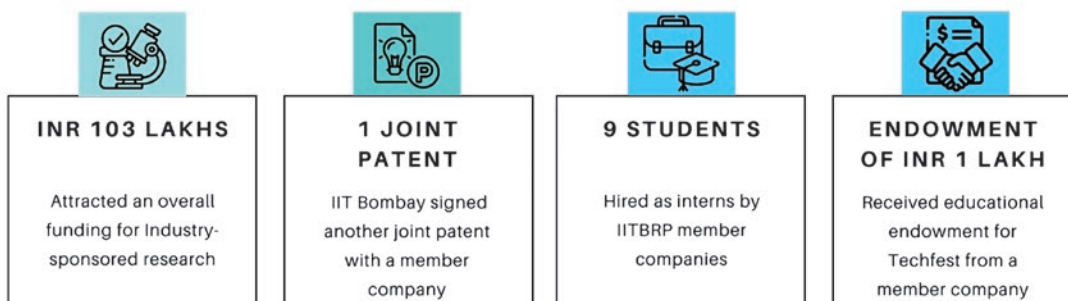 INR 103 LAKHS
Attracted an overall
funding for Industry-
sponsored research
1 JOINT
PATENT
IIT Bombay signed
another joint patent
with a member
company
9 STUDENTS
Hired as interns by
IITBRP member
companies
ENDOWMENT
OF INR 1 LAKH
Received educational
endowment for
Techfest from a
member company
P
$